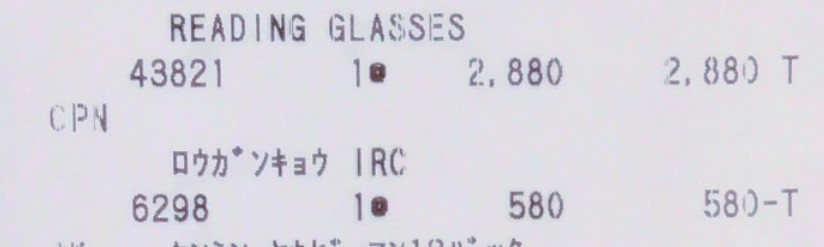 READING GLASSES
43821 1@ 2,880 2,880 T
CPN
ロウガンキョウ IRC
6298 1@ 580 580-T